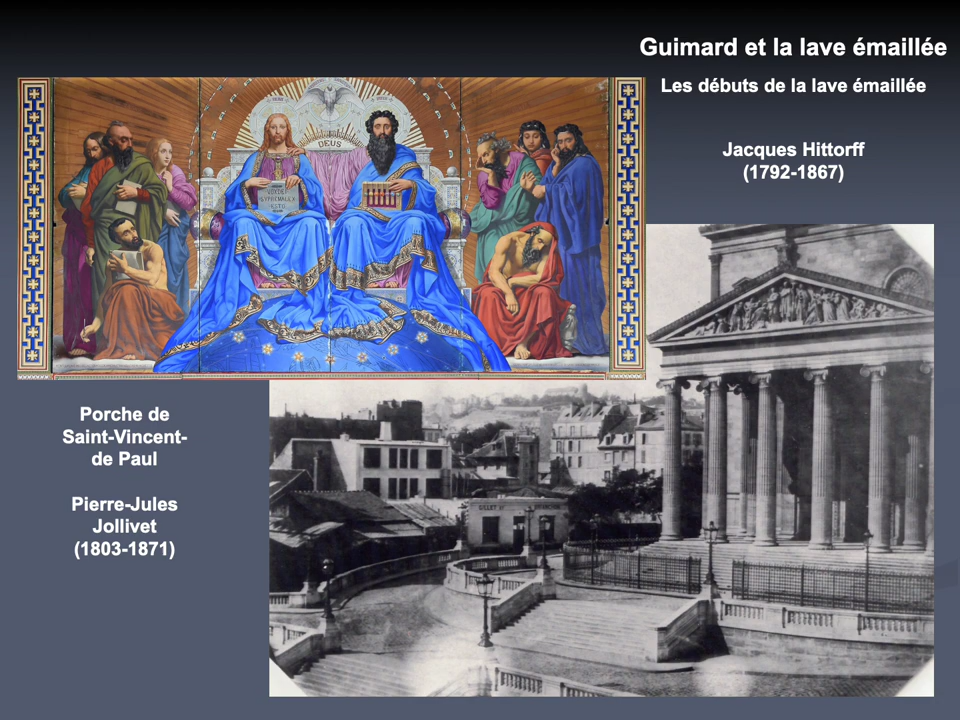 Guimard et la lave émaillée
Les débuts de la lave émaillée
Jacques Hittorff
(1792-1867)
DEUS
Porche de
Saint-Vincent-
de Paul
Pierre-Jules
Jollivet
(1803-1871)
GILLET